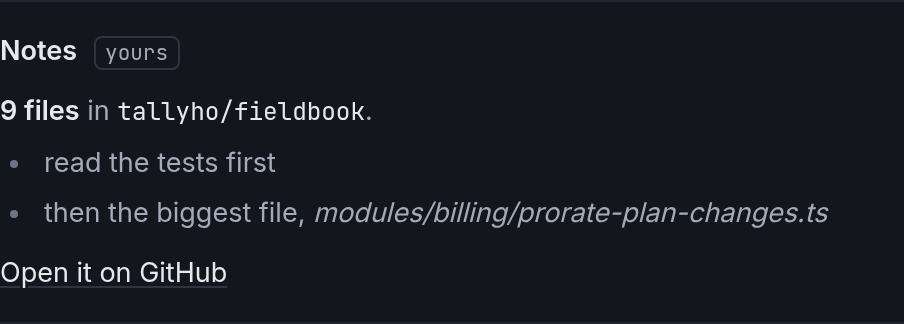 Notes yours
9 files in tallyho/fieldbook.
read the tests first
then the biggest file, modules/billing/prorate-plan-changes.ts
Open it on GitHub